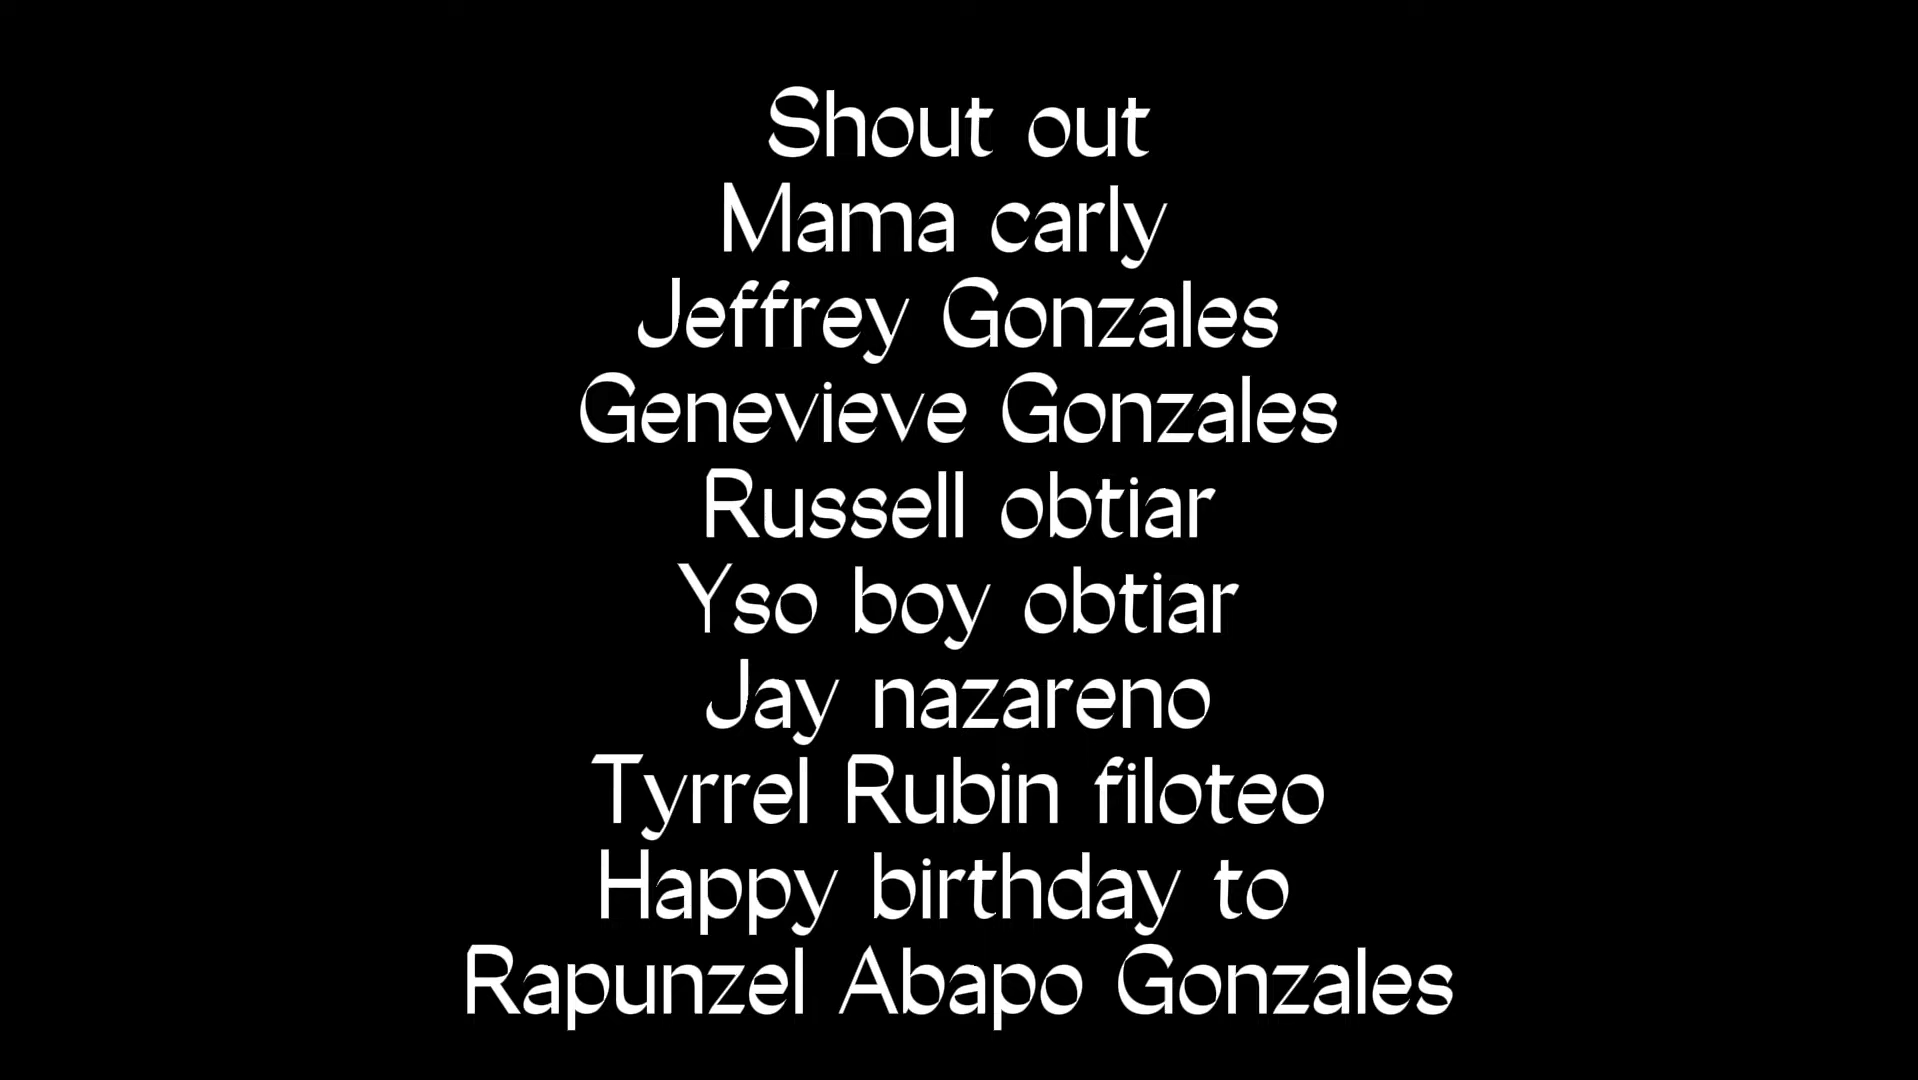 Shout out
Mama carly
Jeffrey Gonzales
Genevieve Gonzales
Russell obtiar
Yso boy obtiar
Jay nazareno
Tyrrel Rubin filoteo
Happy birthday to
Rapunzel Abapo Gonzales